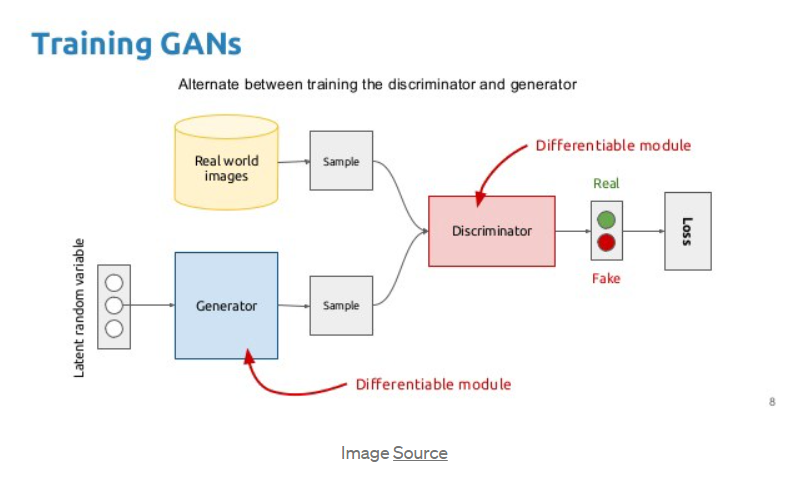 Training GANs
Alternate between training the discriminator and generator
Differentiable module
Real world
images
Sample
Real
Discriminator
Loss
Fake
Latent random variable
Generator
Sample
Differentiable module
8
Image Source